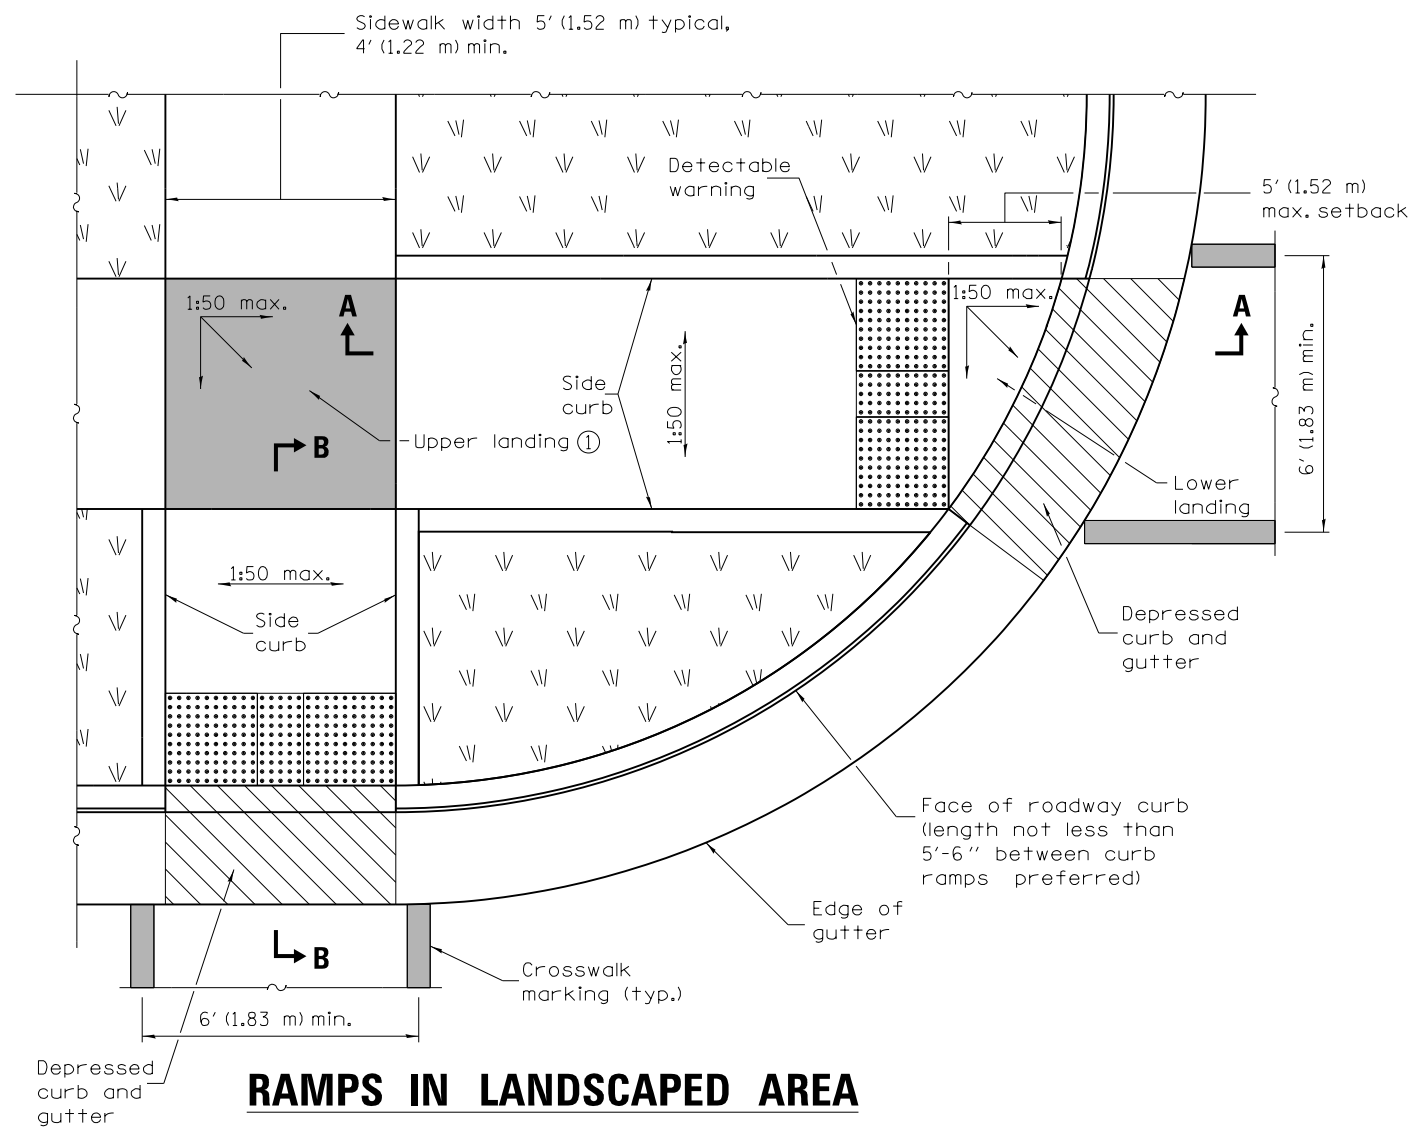 Sidewalk width 5' (1.52 m) typical,
4' (1.22 m) min.
Detectable
warning
5' (1.52 m)
max. setback
1:50 max.
A
1:50 max.
A
Side
curb
1:50 max.
6' (1.83 m) min.
B
Upper landing 1
Lower
landing
1:50 max.
Side
curb
Depressed
curb and
gutter
Face of roadway curb
(length not less than
5'-6" between curb
ramps preferred)
Edge of
gutter
B
Crosswalk
marking (typ.)
6' (1.83 m) min.
Depressed
curb and
gutter
RAMPS IN LANDSCAPED AREA